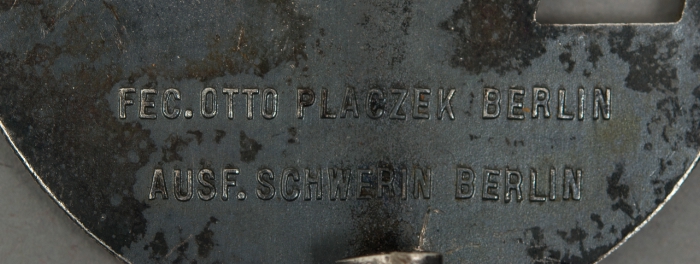 FEC. OTTO PLACZEK BERLIN
AUSF. SCHWERIN BERLIN